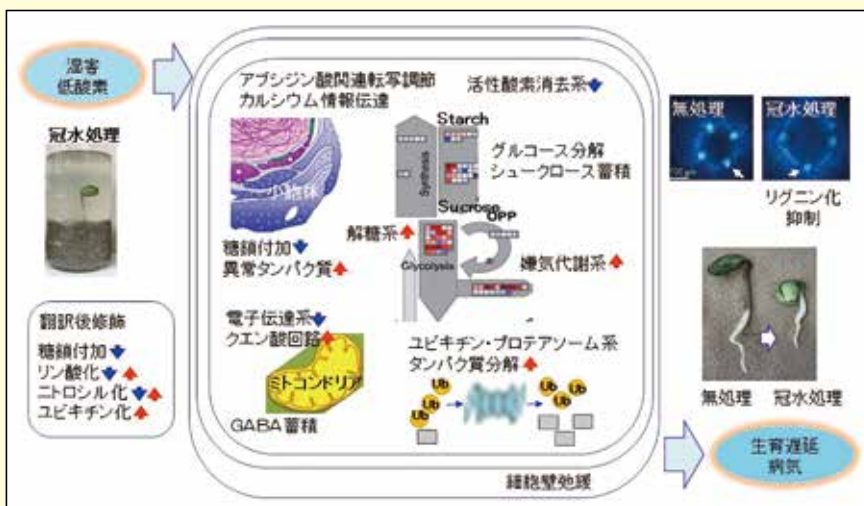 湿害
低酸素
冠水処理
翻訳後修飾
糖鎖付加
リン酸化
ニトロシル化
ユビキチン化
アブシジン酸関連転写調節
カルシウム情報伝達
活性酸素消去系
小胞体
糖鎖付加
異常タンパク質
Starch
Synthesis
グルコース分解
シュークロース蓄積
Sucrose
OPP
解糖系
Glycolysis
嫌気代謝系
電子伝達系
クエン酸回路
ミトコンドリア
GABA蓄積
ユビキチン・プロテアソーム系
タンパク質分解
Ub
Ub
Ub
Ub
Ub
Ub
細胞壁弛緩
無処理
冠水処理
リグニン化
抑制
無処理
冠水処理
生育遅延
病気